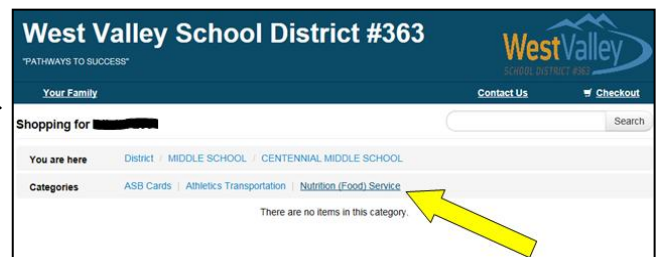 West Valley School District #363
"PATHWAYS TO SUCCESS"
WestValley
SCHOOL DISTRICT #363
Your Family
Contact Us
Checkout
Shopping for
Search
You are here
District / MIDDLE SCHOOL / CENTENNIAL MIDDLE SCHOOL
Categories
ASB Cards | Athletics Transportation | Nutrition (Food) Service
There are no items in this category.